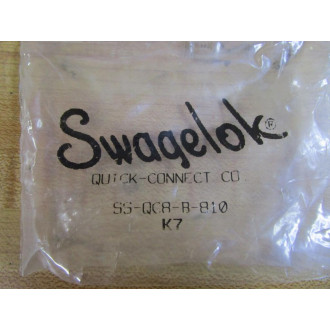 Swagelok®
QUICK-CONNECT CO
SS-QC8-B-810
K7